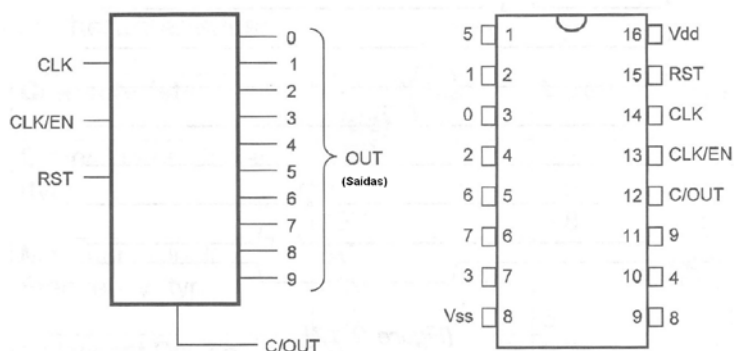 CLK
CLK/EN
RST
0
1
2
3
4
5
6
7
8
9
OUT
(Saidas)
C/OUT
5 1 16 Vdd
1 2 15 RST
0 3 14 CLK
2 4 13 CLK/EN
6 5 12 C/OUT
7 6 11 9
3 7 10 4
Vss 8 9 8